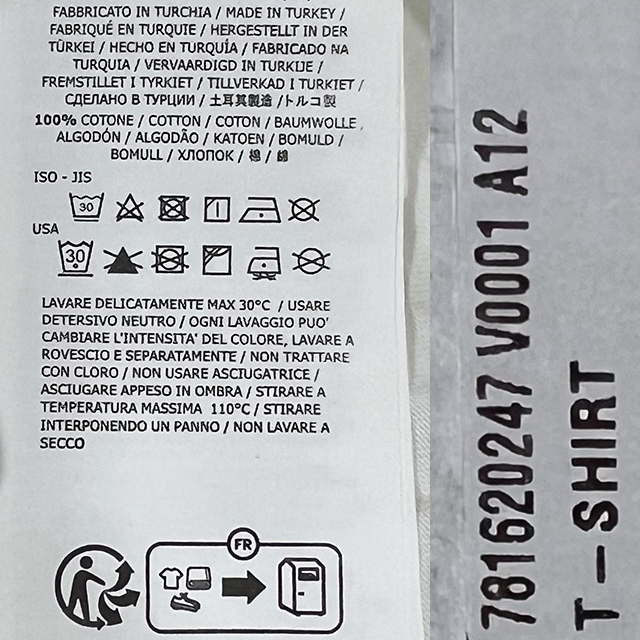 FABBRICATO IN TURCHIA / MADE IN TURKEY /
FABRIQUÉ EN TURQUIE / HERGESTELLT IN DER
TÜRKEI / HECHO EN TURQUÍA / FABRICADO NA
TURQUIA / VERVAARDIGD IN TURKIJE /
FREMSTILLET I TYRKIET / TILLVERKAD I TURKIET /
СДЕЛАНО В ТУРЦИИ / 土耳其製造 / トルコ製
100% COTONE / COTTON / COTON / BAUMWOLLE /
ALGODÓN / ALGODÃO / KATOEN / BOMULD /
BOMULL / ХЛОПОК / 棉 / 綿
ISO - JIS
30
USA
30
LAVARE DELICATAMENTE MAX 30°C / USARE
DETERSIVO NEUTRO / OGNI LAVAGGIO PUO'
CAMBIARE L'INTENSITA' DEL COLORE, LAVARE A
ROVESCIO E SEPARATAMENTE / NON TRATTARE
CON CLORO / NON USARE ASCIUGATRICE /
ASCIUGARE APPESO IN OMBRA / STIRARE A
TEMPERATURA MASSIMA 110°C / STIRARE
INTERPONENDO UN PANNO / NON LAVARE A
SECCO
FR
781620247 V0001 A12
T-SHIRT